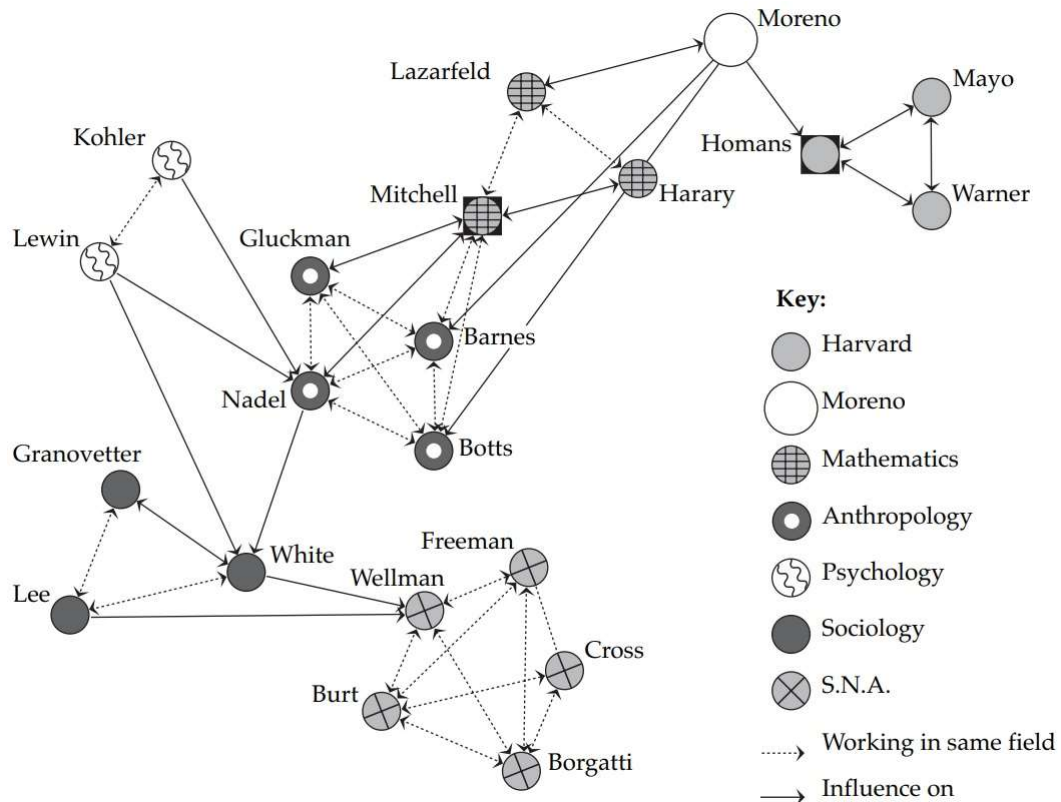 Moreno
Lazarfeld
Mayo
Kohler
Homans
Mitchell
Harary
Warner
Lewin
Gluckman
Barnes
Nadel
Botts
Granovetter
White
Freeman
Wellman
Lee
Cross
Burt
Borgatti
Key:
Harvard
Moreno
Mathematics
Anthropology
Psychology
Sociology
S.N.A.
Working in same field
Influence on